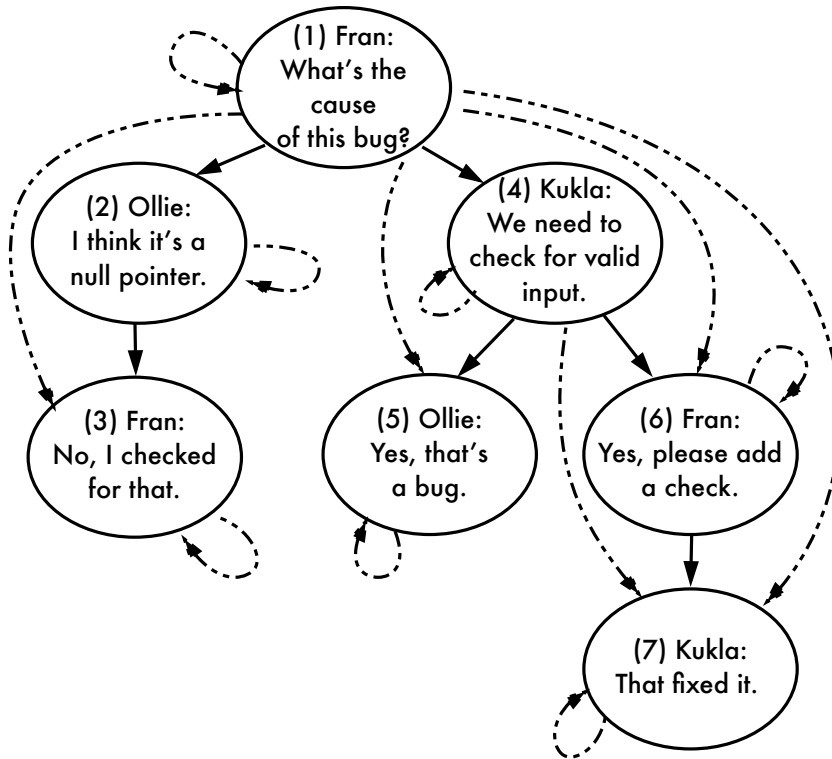 (1) Fran:
What's the
cause
of this bug?
(2) Ollie:
I think it's a
null pointer.
(4) Kukla:
We need to
check for valid
input.
(3) Fran:
No, I checked
for that.
(5) Ollie:
Yes, that's
a bug.
(6) Fran:
Yes, please add
a check.
(7) Kukla:
That fixed it.